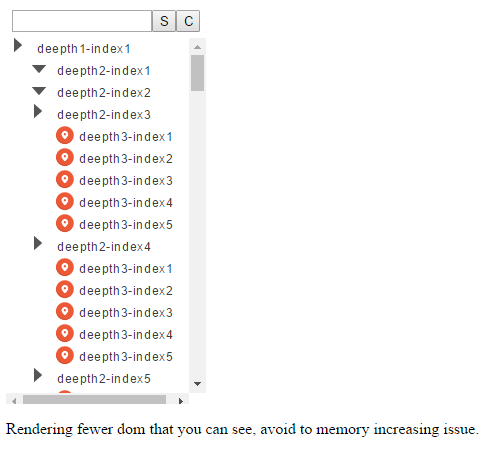 S C
deepth1-index1
deepth2-index1
deepth2-index2
deepth2-index3
deepth3-index1
deepth3-index2
deepth3-index3
deepth3-index4
deepth3-index5
deepth2-index4
deepth3-index1
deepth3-index2
deepth3-index3
deepth3-index4
deepth3-index5
deepth2-index5
Rendering fewer dom that you can see, avoid to memory increasing issue.